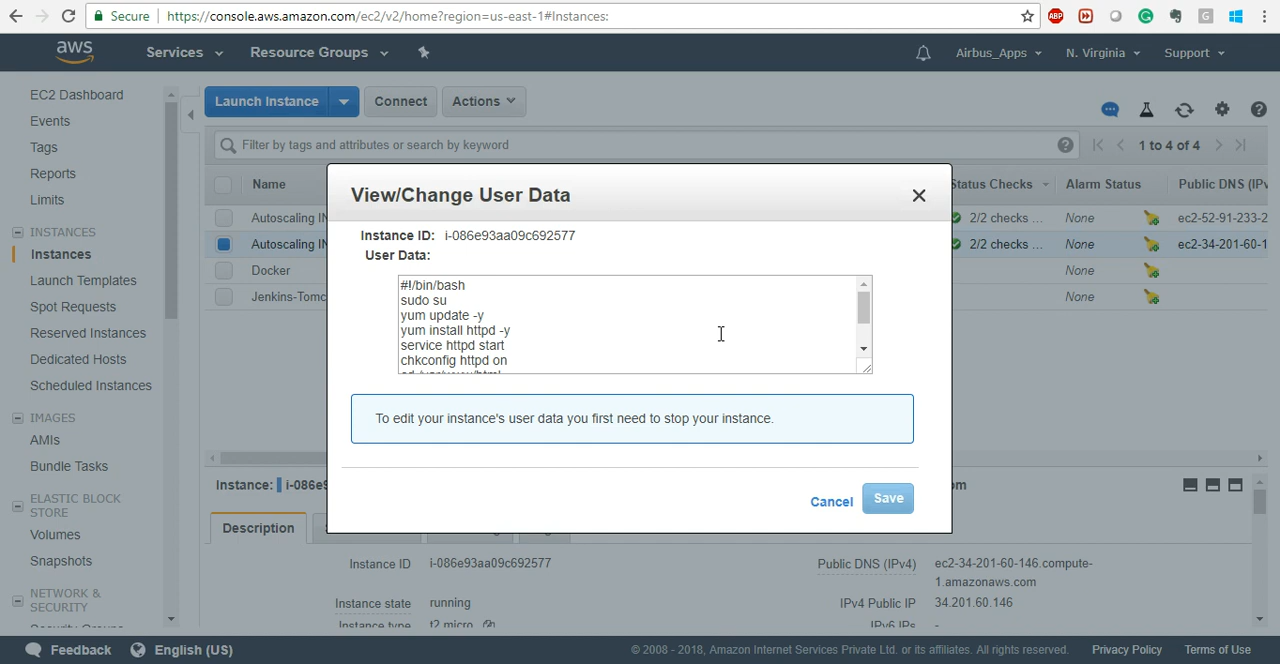 Secure
https://console.aws.amazon.com/ec2/v2/home?region=us-east-1#Instances:
ABP
G
G
aws
Services
Resource Groups
Airbus_Apps
N. Virginia
Support
EC2 Dashboard
Events
Tags
Reports
Limits
INSTANCES
Instances
Launch Templates
Spot Requests
Reserved Instances
Dedicated Hosts
Scheduled Instances
IMAGES
AMIs
Bundle Tasks
ELASTIC BLOCK
STORE
Volumes
Snapshots
NETWORK &
SECURITY
Security Groups
Launch Instance
Connect
Actions
Filter by tags and attributes or search by keyword
1 to 4 of 4
Name
Status Checks
Alarm Status
Public DNS (IPv
Autoscaling IN
2/2 checks ...
None
ec2-52-91-233-2
Autoscaling IN
2/2 checks ...
None
ec2-34-201-60-1
Docker
None
Jenkins-Tomc
None
View/Change User Data
Instance ID: i-086e93aa09c692577
User Data:
#!/bin/bash
sudo su
yum update -y
yum install httpd -y
service httpd start
chkconfig httpd on
cd /var/www/html
To edit your instance's user data you first need to stop your instance.
Cancel
Save
Instance:
i-086e9
om
Description
Instance ID
i-086e93aa09c692577
Public DNS (IPv4)
ec2-34-201-60-146.compute-
1.amazonaws.com
Instance state
running
IPv4 Public IP
34.201.60.146
Instance type
t2.micro
IPv6 IPs
-
Feedback
English (US)
© 2008 - 2018, Amazon Internet Services Private Ltd. or its affiliates. All rights reserved.
Privacy Policy
Terms of Use